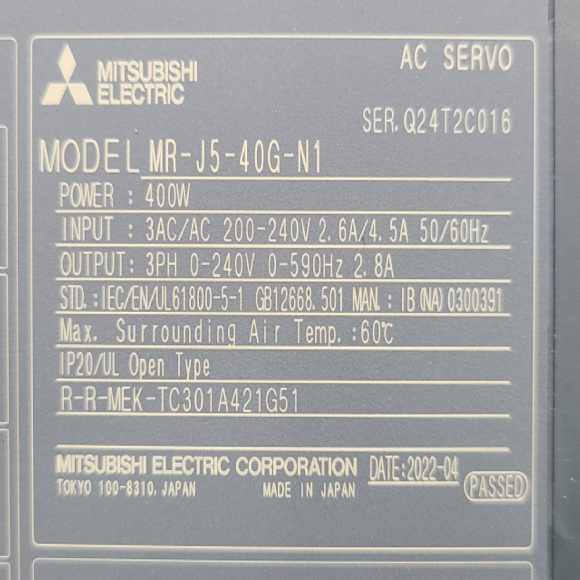 MITSUBISHI ELECTRIC
AC SERVO
SER. Q24T2C016
MODEL MR-J5-40G-N1
POWER : 400W
INPUT : 3AC/AC 200-240V 2.6A/4.5A 50/60Hz
OUTPUT: 3PH 0-240V 0-590Hz 2.8A
STD.:IEC/EN/UL61800-5-1 GB12668.501 MAN.: IB(NA)0300391
Max. Surrounding Air Temp.:60℃
IP20/UL Open Type
R-R-MEK-TC301A421G51
MITSUBISHI ELECTRIC CORPORATION DATE:2022-04
TOKYO 100-8310, JAPAN MADE IN JAPAN PASSED